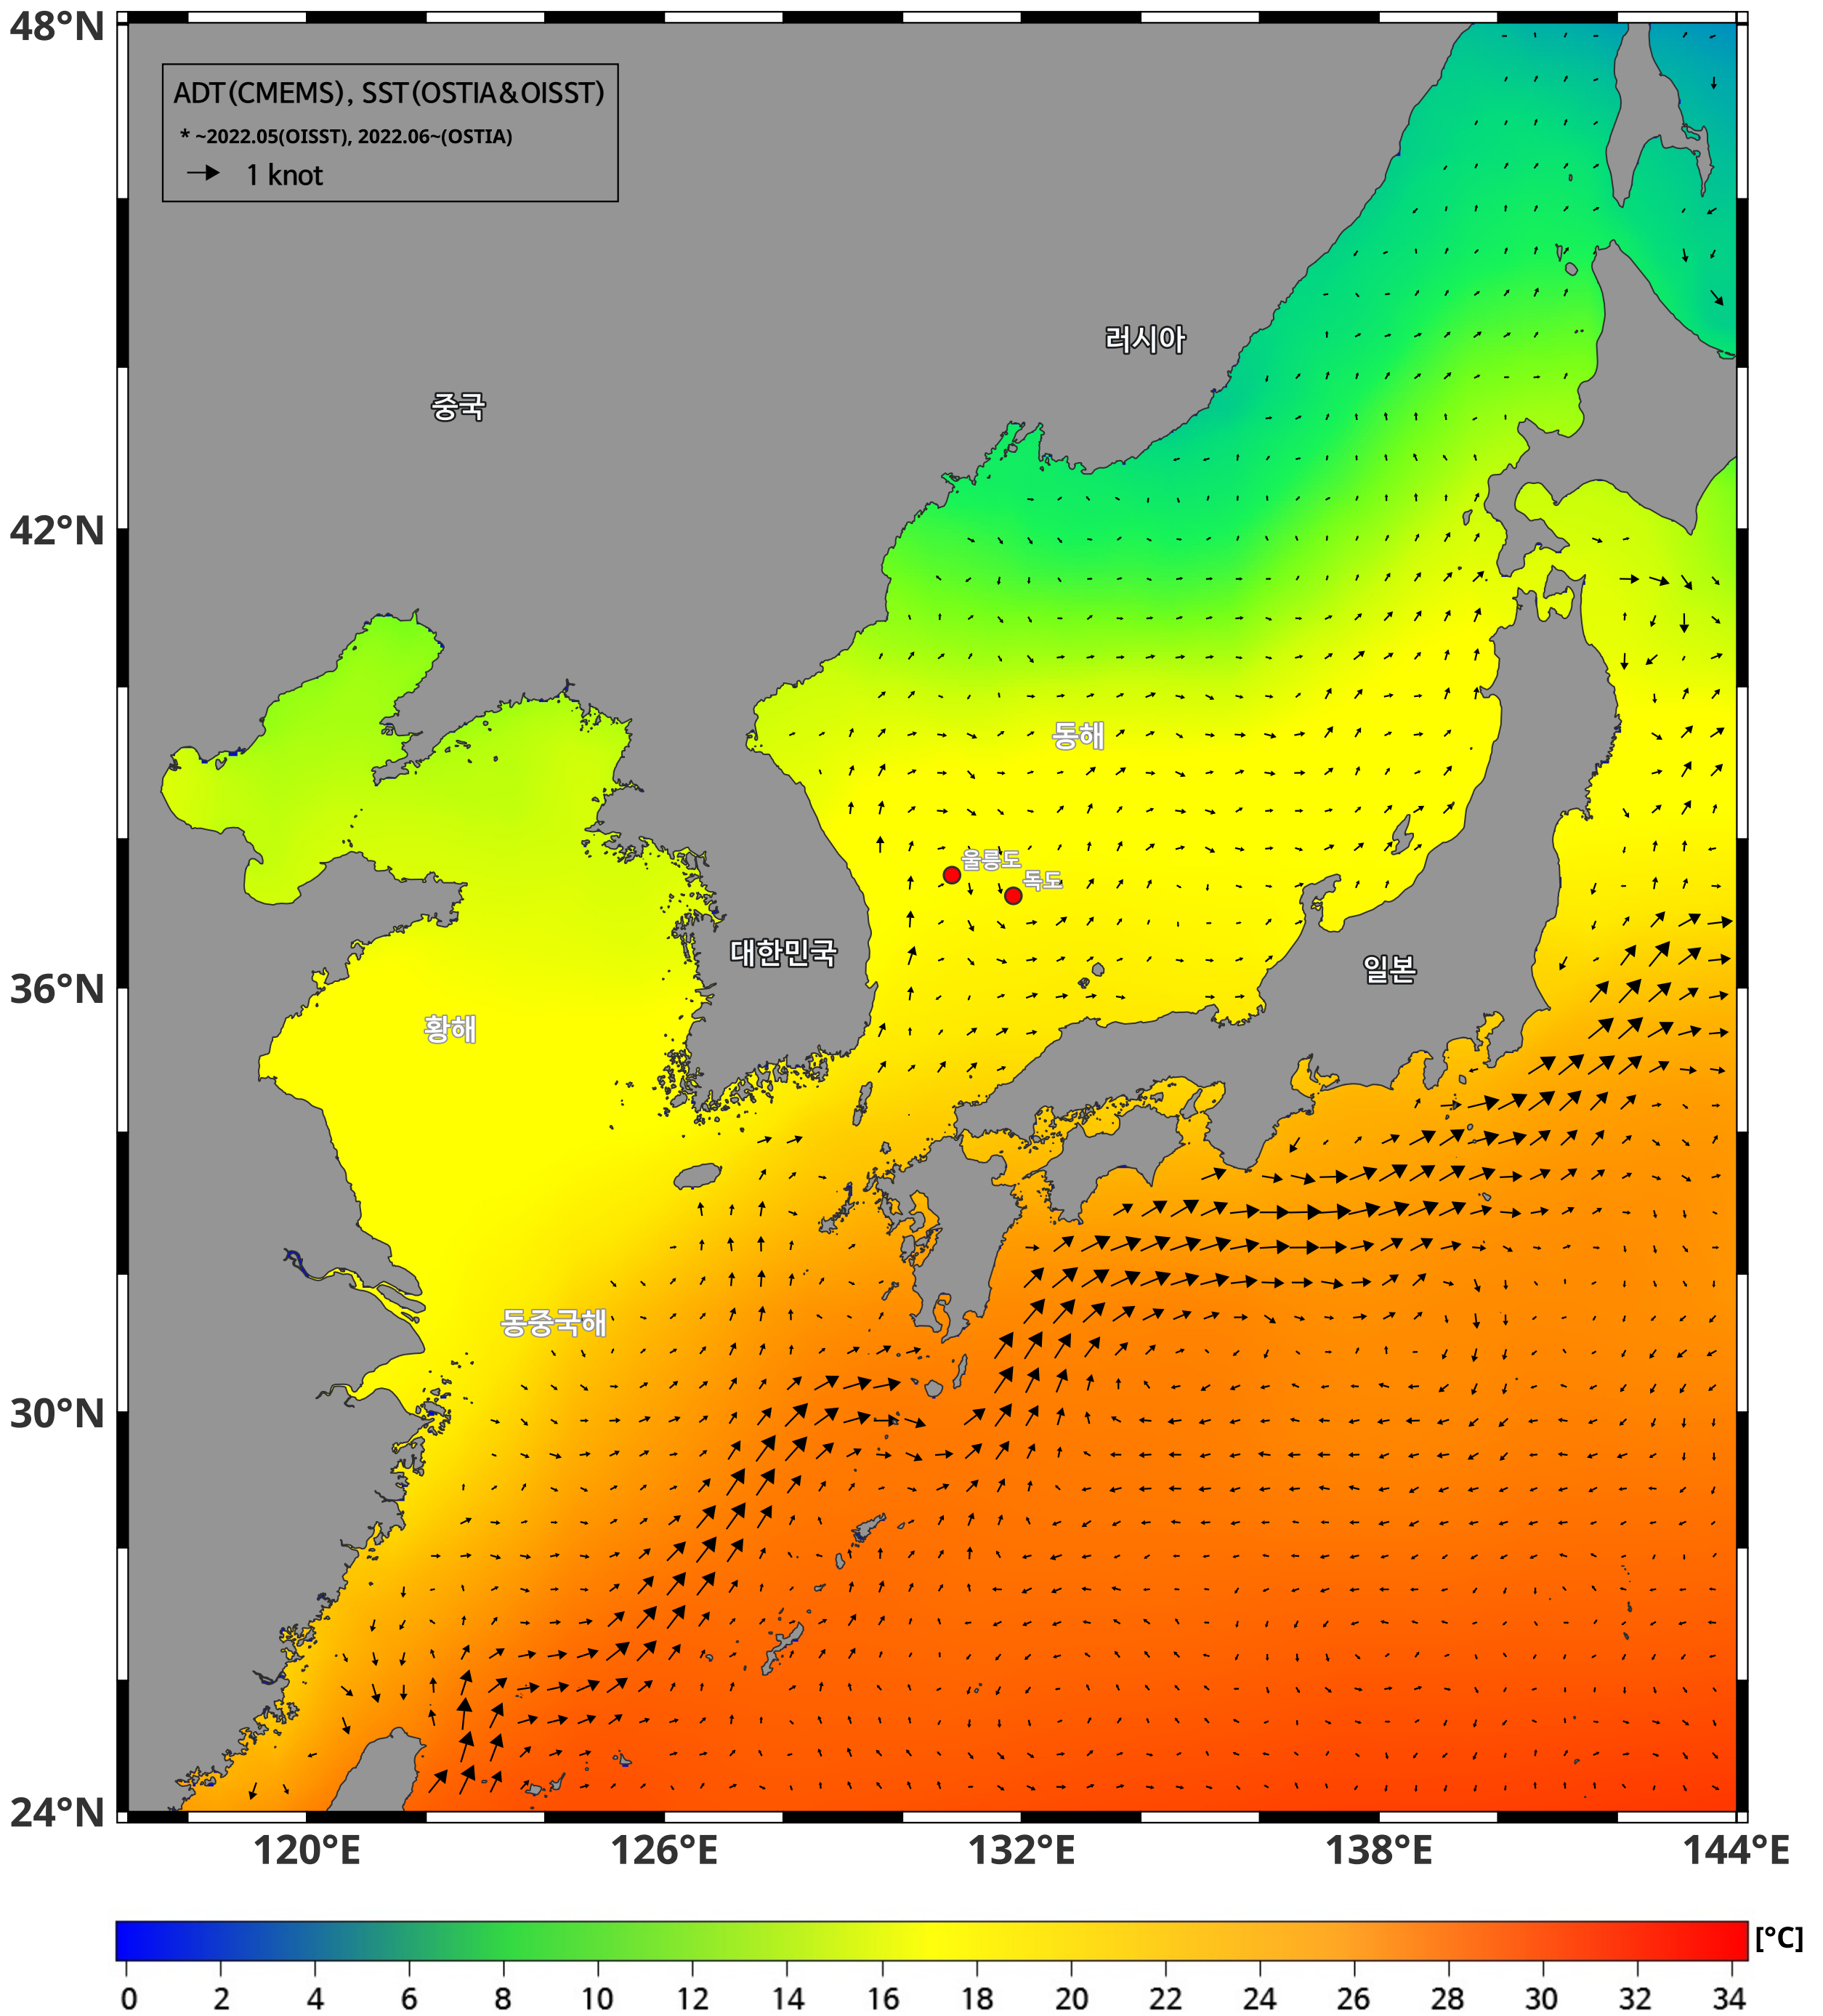 48°N
ADT(CMEMS), SST(OSTIA&OISST)
* ~2022.05(OISST), 2022.06~(OSTIA)
1 knot
러시아
중국
42°N
동해
울릉도
독도
대한민국
일본
36°N
황해
동중국해
30°N
24°N
120°E 126°E 132°E 138°E 144°E
[°C]
0 2 4 6 8 10 12 14 16 18 20 22 24 26 28 30 32 34